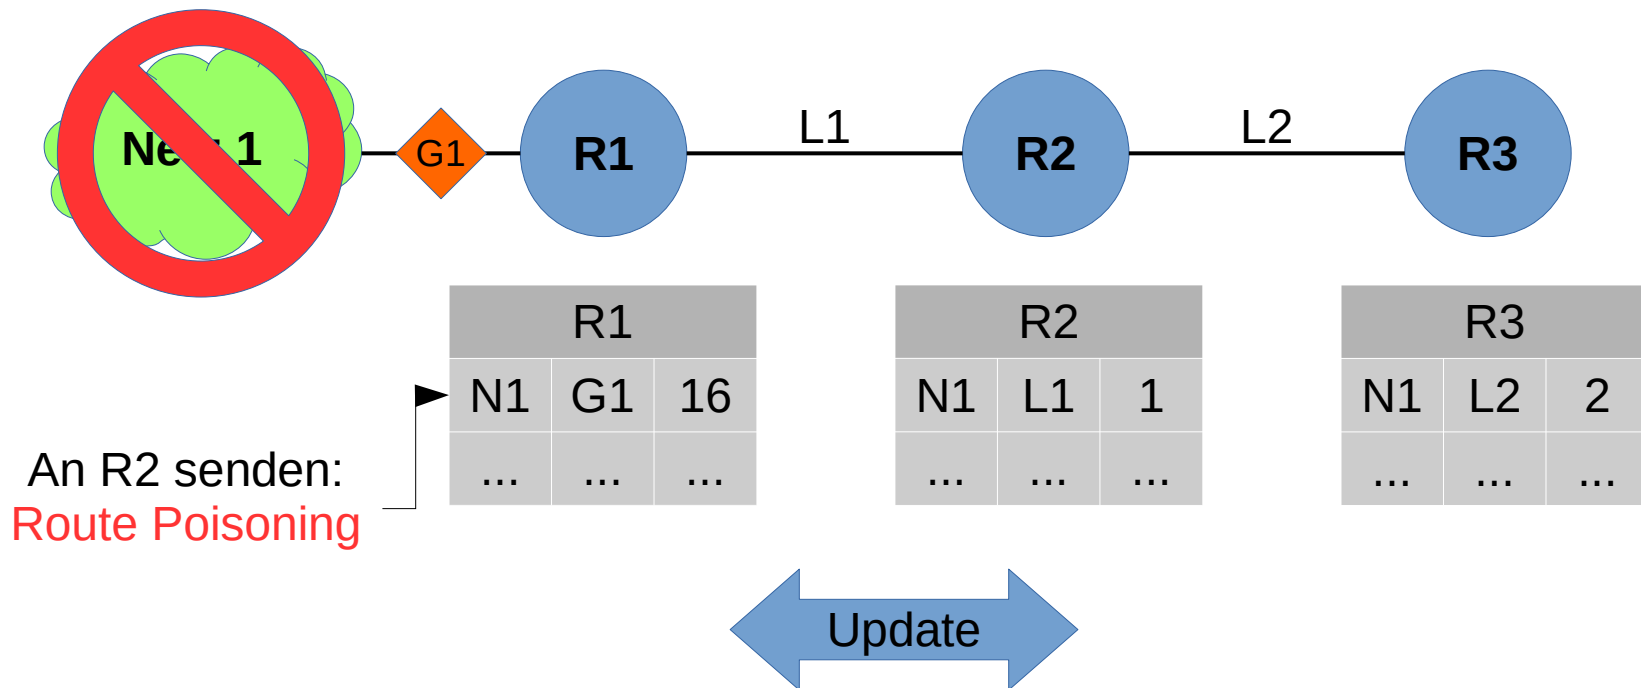 1
G1
R1
L1
R2
L2
R3
R1
N1 G1 16
... ... ...
R2
N1 L1 1
... ... ...
R3
N1 L2 2
... ... ...
An R2 senden:
Route Poisoning
Update